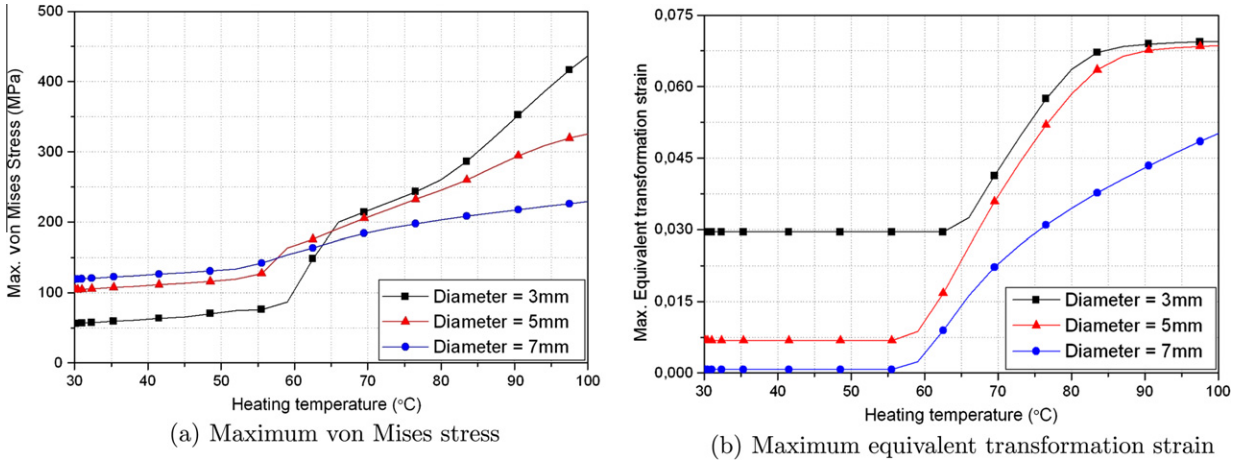 Max. von Mises Stress (MPa)
500
400
300
200
100
0
30 40 50 60 70 80 90 100
Heating temperature (°C)
Diameter = 3mm
Diameter = 5mm
Diameter = 7mm
(a) Maximum von Mises stress
Max. Equivalent transformation strain
0,075
0,060
0,045
0,030
0,015
0,000
30 40 50 60 70 80 90 100
Heating temperature (°C)
Diameter = 3mm
Diameter = 5mm
Diameter = 7mm
(b) Maximum equivalent transformation strain